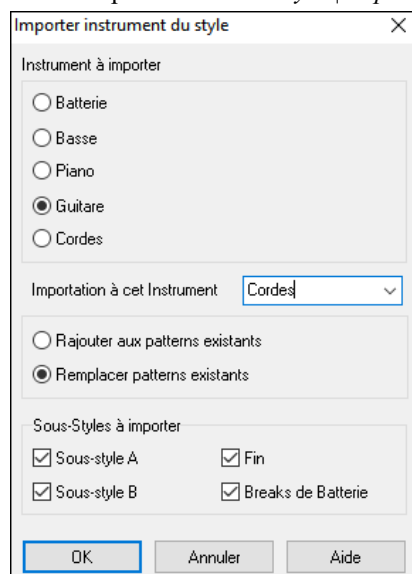 Importer instrument du style
Instrument à importer
Batterie
Basse
Piano
Guitare
Cordes
Importation à cet Instrument Cordes
Rajouter aux patterns existants
Remplacer patterns existants
Sous-Styles à importer
Sous-style A Fin
Sous-style B Breaks de Batterie
OK Annuler Aide